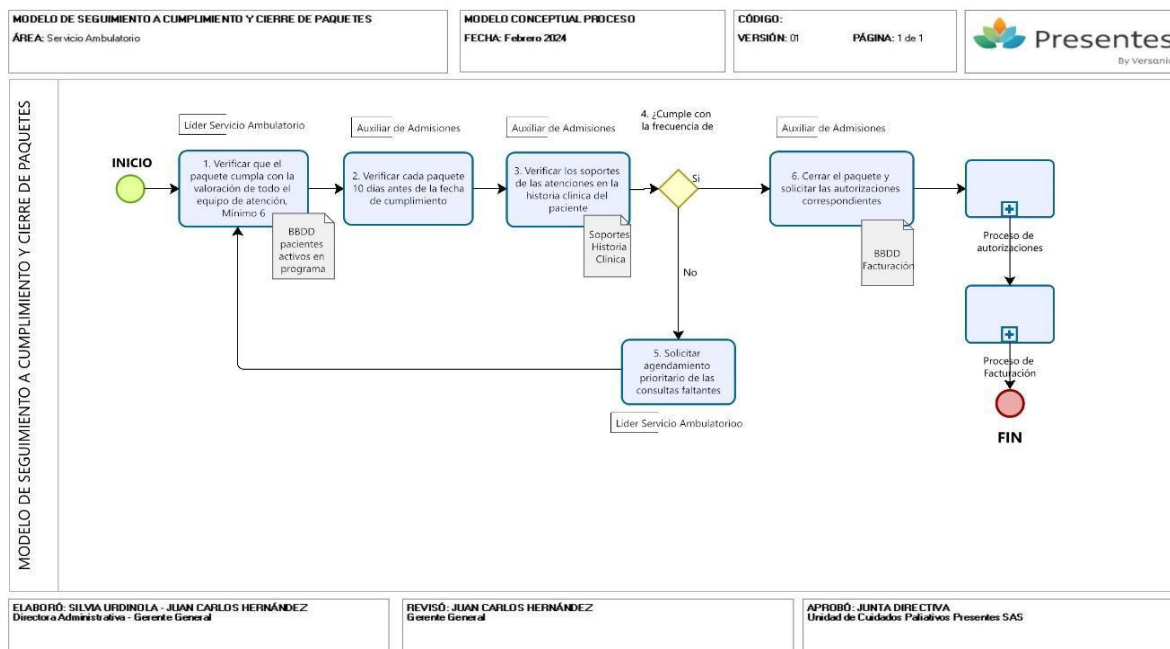 MODELO DE SEGUIMIENTO A CUMPLIMIENTO Y CIERRE DE PAQUETES
ÁREA: Servicio Ambulatorio
MODELO CONCEPTUAL PROCESO
FECHA: Febrero 2024
CÓDIGO:
VERSIÓN: 01 PÁGINA: 1 de 1
Presentes
By Versania
MODELO DE SEGUIMIENTO A CUMPLIMIENTO Y CIERRE DE PAQUETES
INICIO
Lider Servicio Ambulatorio
1. Verificar que el
paquete cumpla con la
valoración de todo el
equipo de atención,
Mínimo 6
BBDD
pacientes
activos en
programa
Auxiliar de Admisiones
2. Verificar cada paquete
10 días antes de la fecha
de cumplimiento
Auxiliar de Admisiones
3. Verificar los soportes
de las atenciones en la
historia clínica del
paciente
Soportes
Historia
Clínica
4. ¿Cumple con
la frecuencia de
Si
No
5. Solicitar
agendamiento
prioritario de las
consultas faltantes
Lider Servicio Ambulatorioo
Auxiliar de Admisiones
6. Cerrar el paquete y
solicitar las autorizaciones
correspondientes
BBDD
Facturación
Proceso de
autorizaciones
Proceso de
Facturación
FIN
ELABORÓ: SILVIA URDINOLA - JUAN CARLOS HERNÁNDEZ
Directora Administrativa - Gerente General
REVISÓ: JUAN CARLOS HERNÁNDEZ
Gerente General
APROBÓ: JUNTA DIRECTIVA
Unidad de Cuidados Paliativos Presentes SAS